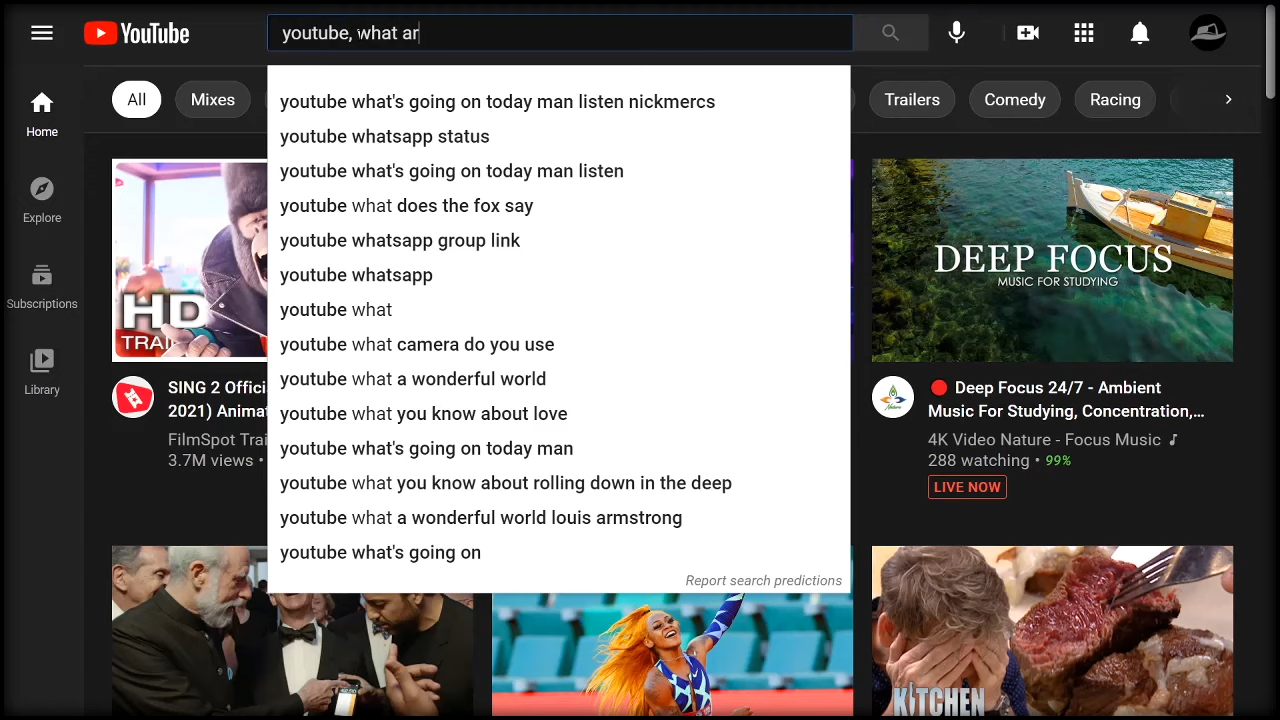 YouTube
youtube, what ar
All
Mixes
Trailers
Comedy
Racing
Home
Explore
Subscriptions
Library
youtube what's going on today man listen nickmercs
youtube whatsapp status
youtube what's going on today man listen
youtube what does the fox say
youtube whatsapp group link
youtube whatsapp
youtube what
youtube what camera do you use
youtube what a wonderful world
youtube what you know about love
youtube what's going on today man
youtube what you know about rolling down in the deep
youtube what a wonderful world louis armstrong
youtube what's going on
Report search predictions
HD
TRAI
SING 2 Offici
2021) Animat
FilmSpot Trai
3.7M views •
DEEP FOCUS
MUSIC FOR STUDYING
Deep Focus 24/7 - Ambient
Music For Studying, Concentration,...
4K Video Nature - Focus Music
288 watching • 99%
LIVE NOW
KITCHEN